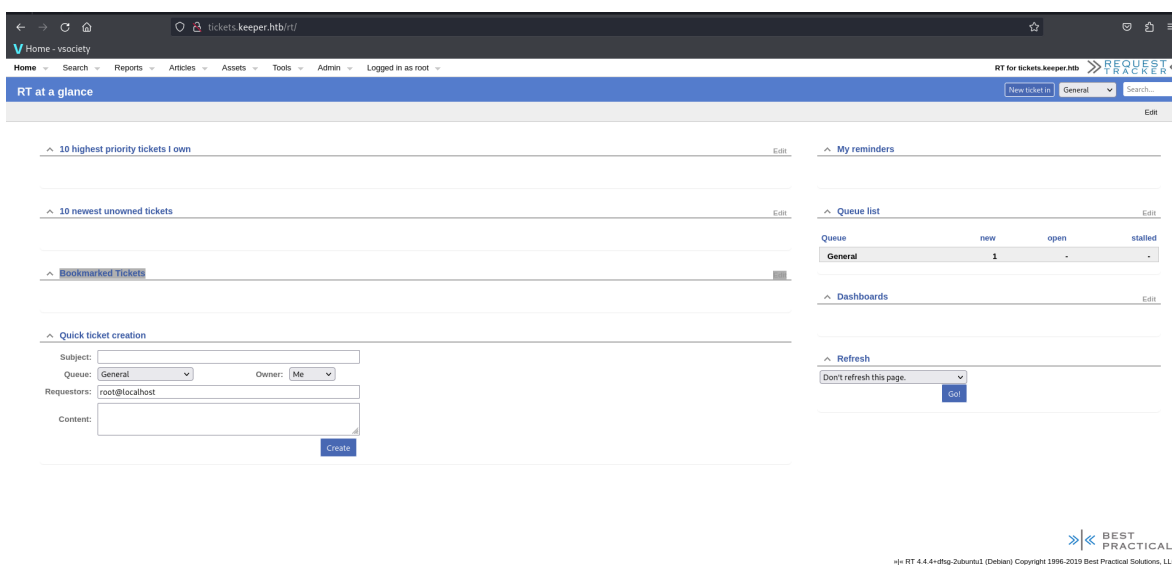 tickets.keeper.htb/rt/
V Home - vsociety
Home Search Reports Articles Assets Tools Admin Logged in as root RT for tickets.keeper.htb REQUEST TRACKER
RT at a glance New ticket in General Search...
Edit
10 highest priority tickets I own Edit
My reminders
10 newest unowned tickets Edit
Queue list Edit
Queue new open stalled
General 1 - -
Bookmarked Tickets Edit
Dashboards Edit
Quick ticket creation
Subject:
Queue: General Owner: Me
Requestors: root@localhost
Content:
Create
Refresh
Don't refresh this page.
Go!
BEST PRACTICAL
»|« RT 4.4.4+dfsg-2ubuntu1 (Debian) Copyright 1996-2019 Best Practical Solutions, LL